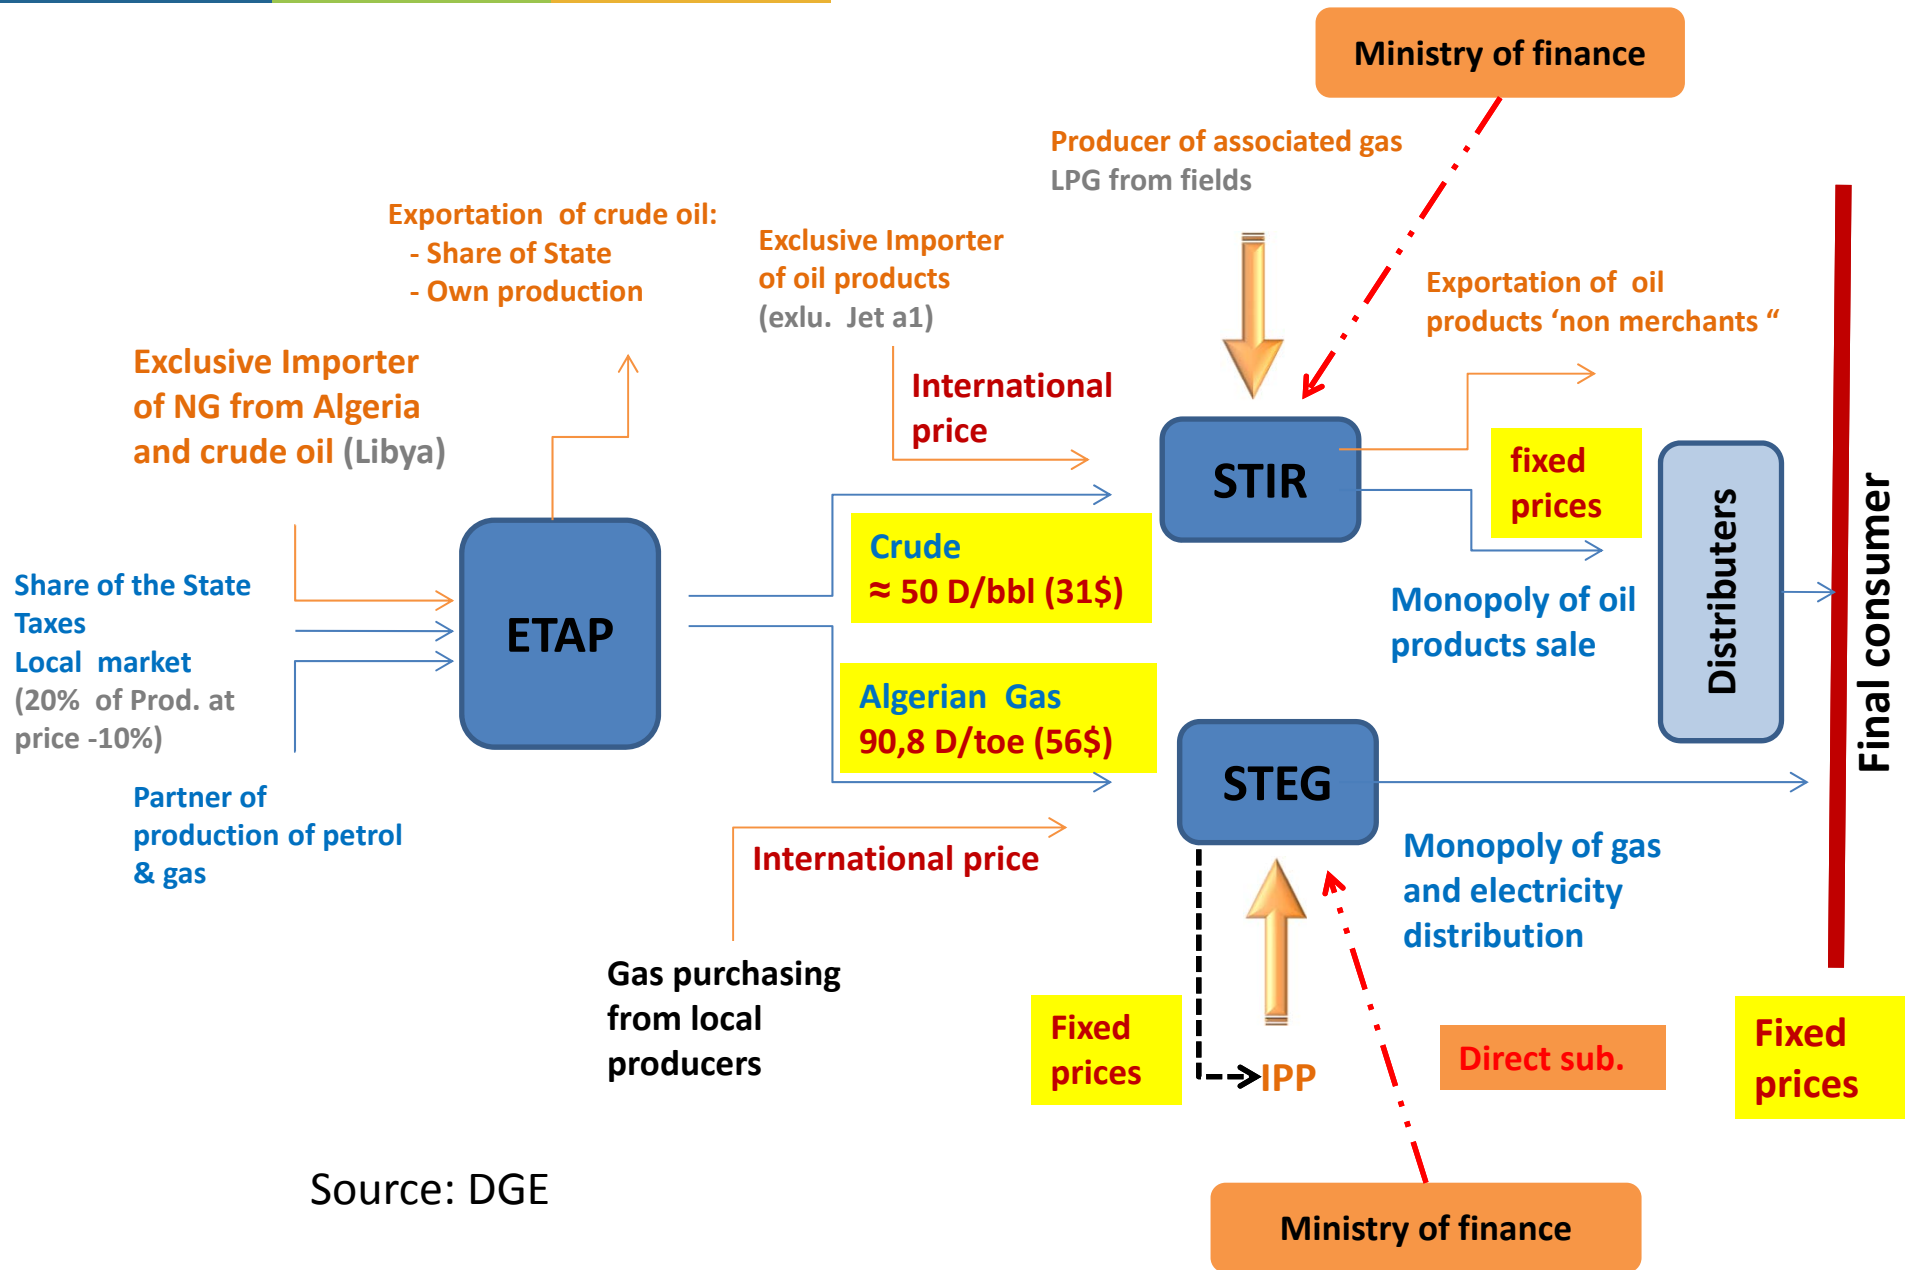 Ministry of finance
Producer of associated gas
LPG from fields
Exportation of crude oil:
- Share of State
- Own production
Exclusive Importer
of oil products
(exlu. Jet a1)
Exportation of oil
products ‘non merchants “
Exclusive Importer
of NG from Algeria
and crude oil (Libya)
International
price
STIR
fixed
prices
Distributers
Final consumer
Crude
≈ 50 D/bbl (31$)
Share of the State
Taxes
Local market
(20% of Prod. at
price -10%)
ETAP
Monopoly of oil
products sale
Algerian Gas
90,8 D/toe (56$)
STEG
Partner of
production of petrol
& gas
International price
Monopoly of gas
and electricity
distribution
Gas purchasing
from local
producers
Fixed
prices
IPP
Direct sub.
Fixed
prices
Source: DGE
Ministry of finance